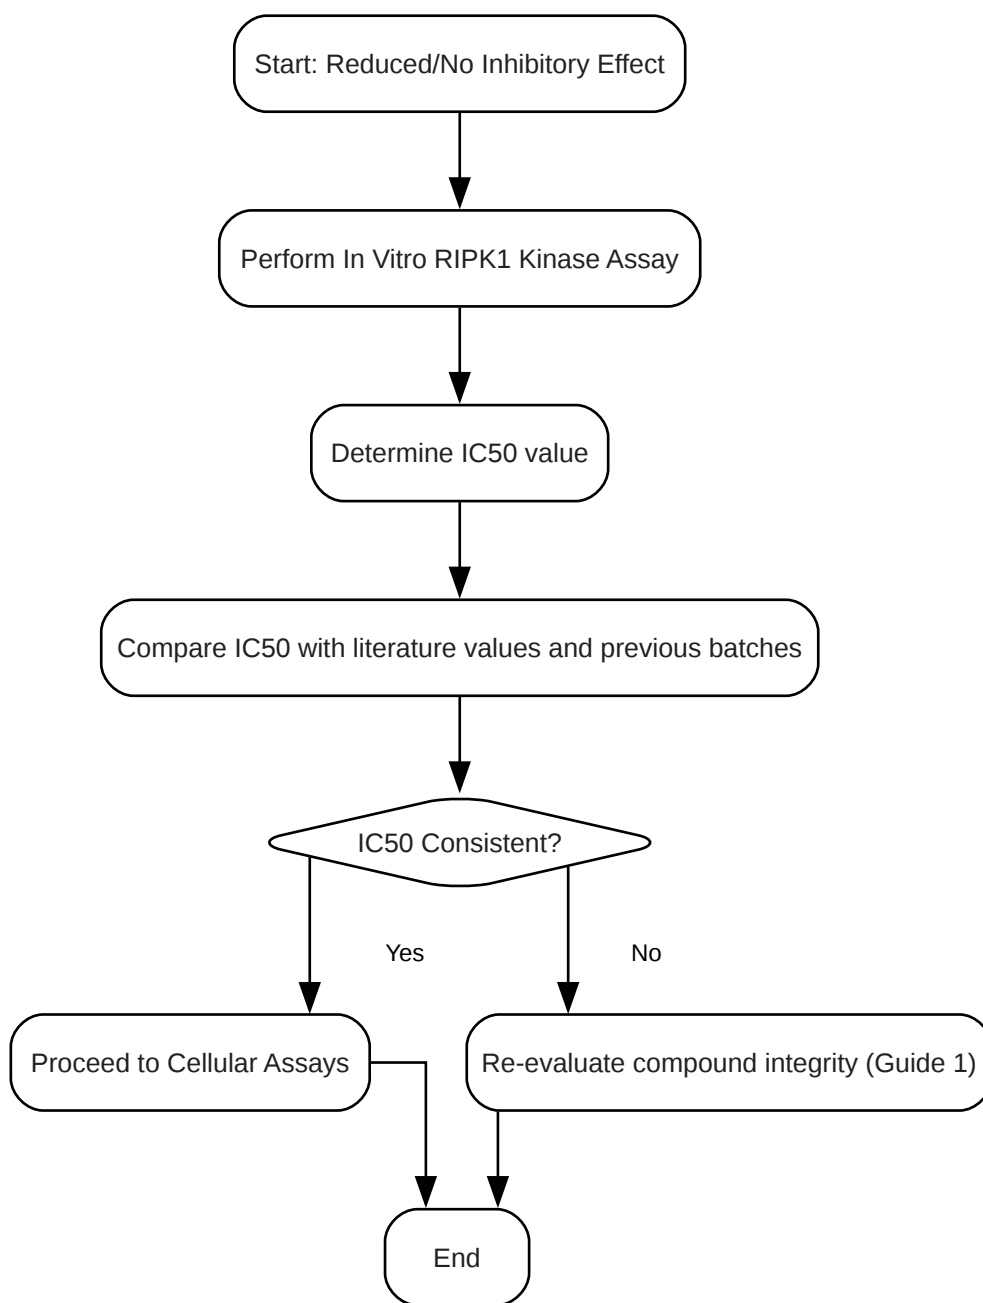 Start: Reduced/No Inhibitory Effect
Perform In Vitro RIPK1 Kinase Assay
Determine IC50 value
Compare IC50 with literature values and previous batches
IC50 Consistent?
Yes
No
Proceed to Cellular Assays
Re-evaluate compound integrity (Guide 1)
End